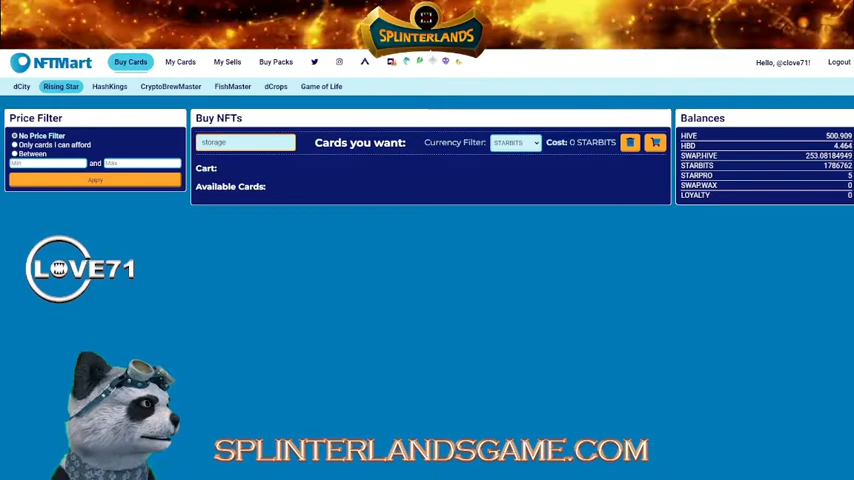 SPLINTERLANDS
NFTMart
Buy Cards
My Cards
My Sells
Buy Packs
Hello, @clove71!
Logout
dCity
Rising Star
HashKings
CryptoBrewMaster
FishMaster
dCrops
Game of Life
Price Filter
No Price Filter
Only cards I can afford
Between
Min
and
Max
Apply
Buy NFTs
storage
Cards you want:
Currency Filter:
STARBITS
Cost: 0 STARBITS
Cart:
Available Cards:
Balances
HIVE 500.909
HBD 4.464
SWAP.HIVE 253.08184949
STARBITS 1786762
STARPRO 5
SWAP.WAX 0
LOYALTY 0
LOVE71
SPLINTERLANDSGAME.COM